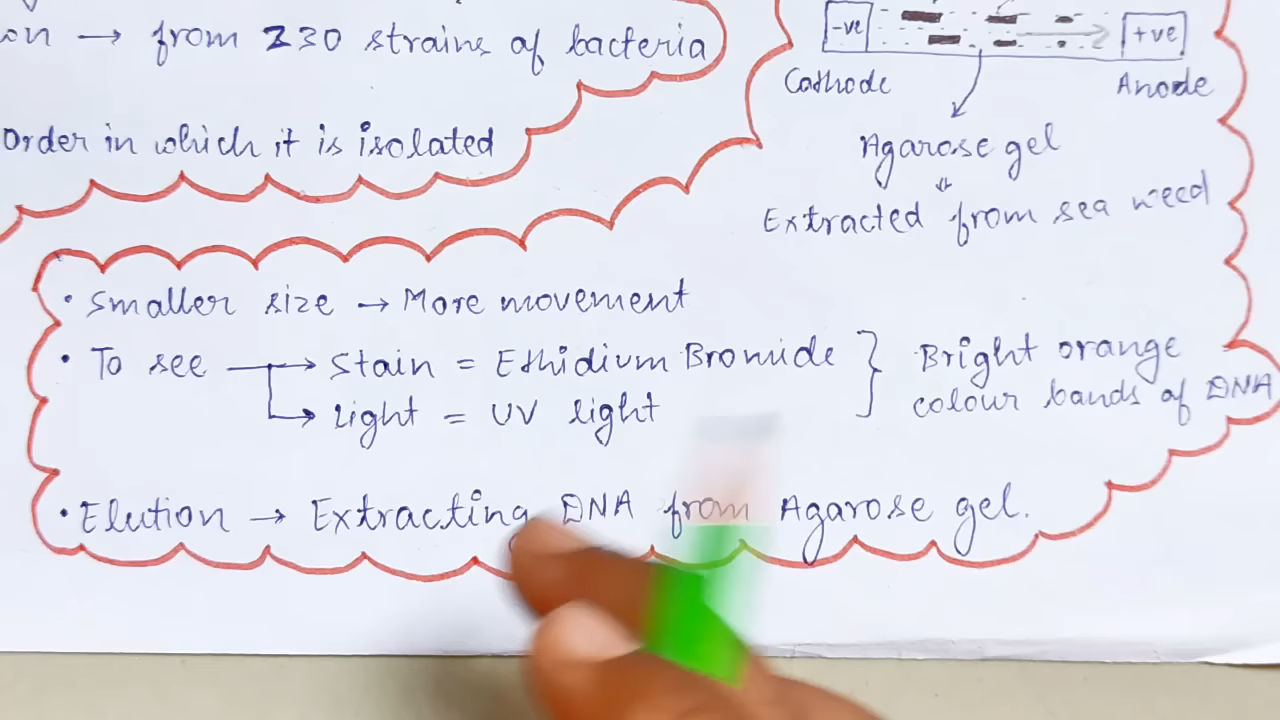 on → from 230 strains of bacteria
Order in which it is isolated
-ve
+ve
Cathode
Anode
Agarose gel
Extracted from sea weed
• Smaller size → More movement
• To see → Stain = Ethidium Bromide } Bright orange
→ Light = UV light colour bands of DNA
• Elution → Extracting DNA from Agarose gel.